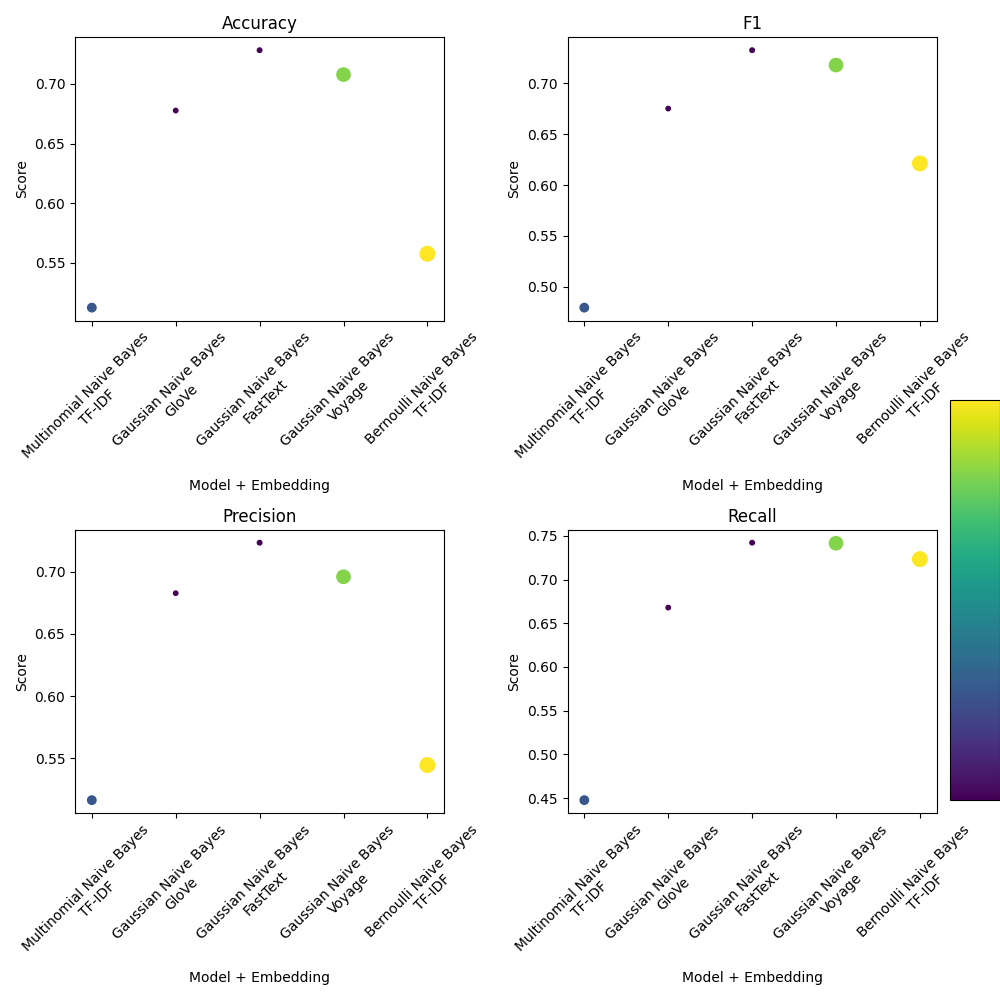 Accuracy
Score
0.70
0.65
0.60
0.55
Multinomial Naive Bayes
TF-IDF
Gaussian Naive Bayes
GloVe
Gaussian Naive Bayes
FastText
Gaussian Naive Bayes
Voyage
Bernoulli Naive Bayes
TF-IDF
Model + Embedding
F1
Score
0.70
0.65
0.60
0.55
0.50
Multinomial Naive Bayes
TF-IDF
Gaussian Naive Bayes
GloVe
Gaussian Naive Bayes
FastText
Gaussian Naive Bayes
Voyage
Bernoulli Naive Bayes
TF-IDF
Model + Embedding
Precision
Score
0.70
0.65
0.60
0.55
Multinomial Naive Bayes
TF-IDF
Gaussian Naive Bayes
GloVe
Gaussian Naive Bayes
FastText
Gaussian Naive Bayes
Voyage
Bernoulli Naive Bayes
TF-IDF
Model + Embedding
Recall
Score
0.75
0.70
0.65
0.60
0.55
0.50
0.45
Multinomial Naive Bayes
TF-IDF
Gaussian Naive Bayes
GloVe
Gaussian Naive Bayes
FastText
Gaussian Naive Bayes
Voyage
Bernoulli Naive Bayes
TF-IDF
Model + Embedding